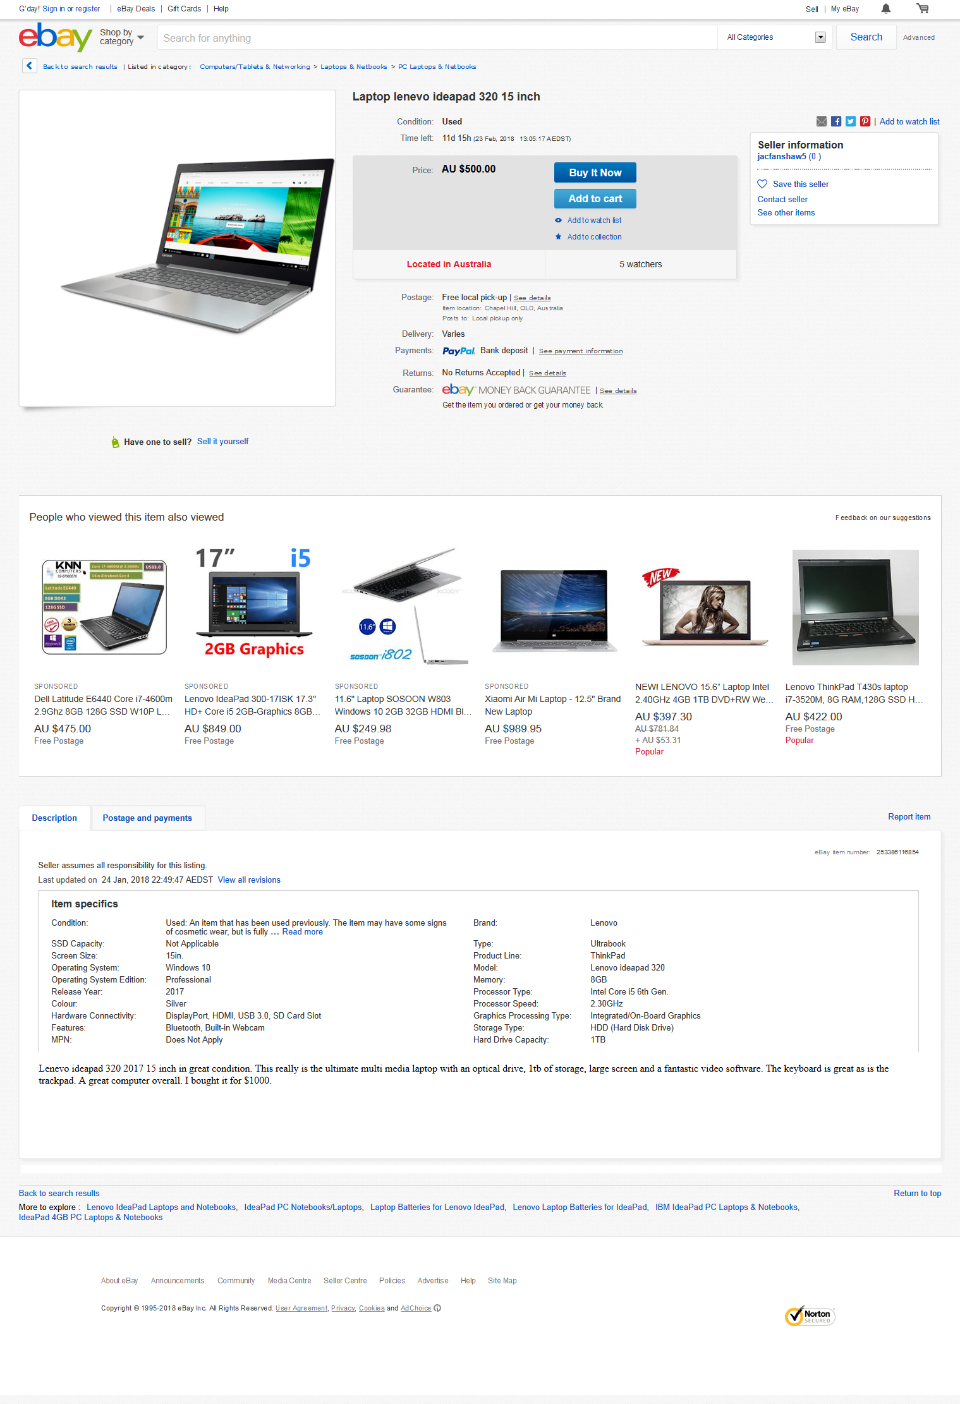 G'day! Sign in or register | eBay Deals | Gift Cards | Help
Sell | My eBay
ebay
Shop by category
Search for anything
All Categories
Search
Advanced
Back to search results | Listed in category: Computers/Tablets & Networking > Laptops & Netbooks > PC Laptops & Netbooks
Laptop lenevo ideapad 320 15 inch
Condition: Used
Time left: 11d 15h (23 Feb, 2018 13:05:17 AEDST)
| Add to watch list
Seller information
jacfanshaw5 (0 )
Save this seller
Contact seller
See other items
Price: AU $500.00
Buy It Now
Add to cart
Add to watch list
Add to collection
Located in Australia
5 watchers
Postage: Free local pick-up | See details
Item location: Chapel Hill, QLD, Australia
Posts to: Local pickup only
Delivery: Varies
Payments: PayPal Bank deposit | See payment information
Returns: No Returns Accepted | See details
Guarantee: ebay MONEY BACK GUARANTEE | See details
Get the item you ordered or get your money back.
Have one to sell? Sell it yourself
People who viewed this item also viewed
Feedback on our suggestions
KNN
COMPUTERS
17" i5
2GB Graphics
11.6"
sosoon i802
NEW
SPONSORED
Dell Latitude E6440 Core i7-4600m
2.9Ghz 8GB 128G SSD W10P L...
AU $475.00
Free Postage
SPONSORED
Lenovo IdeaPad 300-17ISK 17.3"
HD+ Core i5 2GB-Graphics 8GB...
AU $849.00
Free Postage
SPONSORED
11.6" Laptop SOSOON W803
Windows 10 2GB 32GB HDMI Bl...
AU $249.98
Free Postage
SPONSORED
Xiaomi Air Mi Laptop - 12.5" Brand
New Laptop
AU $989.95
Free Postage
NEW! LENOVO 15.6" Laptop Intel
2.40GHz 4GB 1TB DVD+RW We...
AU $397.30
AU $781.84
+ AU $53.31
Popular
Lenovo ThinkPad T430s laptop
i7-3520M, 8G RAM,128G SSD H...
AU $422.00
Free Postage
Popular
Description
Postage and payments
Report item
eBay item number: 253386116854
Seller assumes all responsibility for this listing.
Last updated on 24 Jan, 2018 22:49:47 AEDST View all revisions
Item specifics
Condition: Used: An item that has been used previously. The item may have some signs
of cosmetic wear, but is fully ... Read more
Brand: Lenovo
SSD Capacity: Not Applicable
Type: Ultrabook
Screen Size: 15in.
Product Line: ThinkPad
Operating System: Windows 10
Model: Lenovo ideapad 320
Operating System Edition: Professional
Memory: 8GB
Release Year: 2017
Processor Type: Intel Core i5 6th Gen.
Colour: Silver
Processor Speed: 2.30GHz
Hardware Connectivity: DisplayPort, HDMI, USB 3.0, SD Card Slot
Graphics Processing Type: Integrated/On-Board Graphics
Features: Bluetooth, Built-in Webcam
Storage Type: HDD (Hard Disk Drive)
MPN: Does Not Apply
Hard Drive Capacity: 1TB
Lenevo ideapad 320 2017 15 inch in great condition. This really is the ultimate multi media laptop with an optical drive, 1tb of storage, large screen and a fantastic video software. The keyboard is great as is the
trackpad. A great computer overall. I bought it for $1000.
Back to search results
Return to top
More to explore : Lenovo IdeaPad Laptops and Notebooks, IdeaPad PC Notebooks/Laptops, Laptop Batteries for Lenovo IdeaPad, Lenovo Laptop Batteries for IdeaPad, IBM IdeaPad PC Laptops & Notebooks,
IdeaPad 4GB PC Laptops & Notebooks
About eBay Announcements Community Media Centre Seller Centre Policies Advertise Help Site Map
Copyright © 1995-2018 eBay Inc. All Rights Reserved. User Agreement, Privacy, Cookies and AdChoice
Norton
SECURED